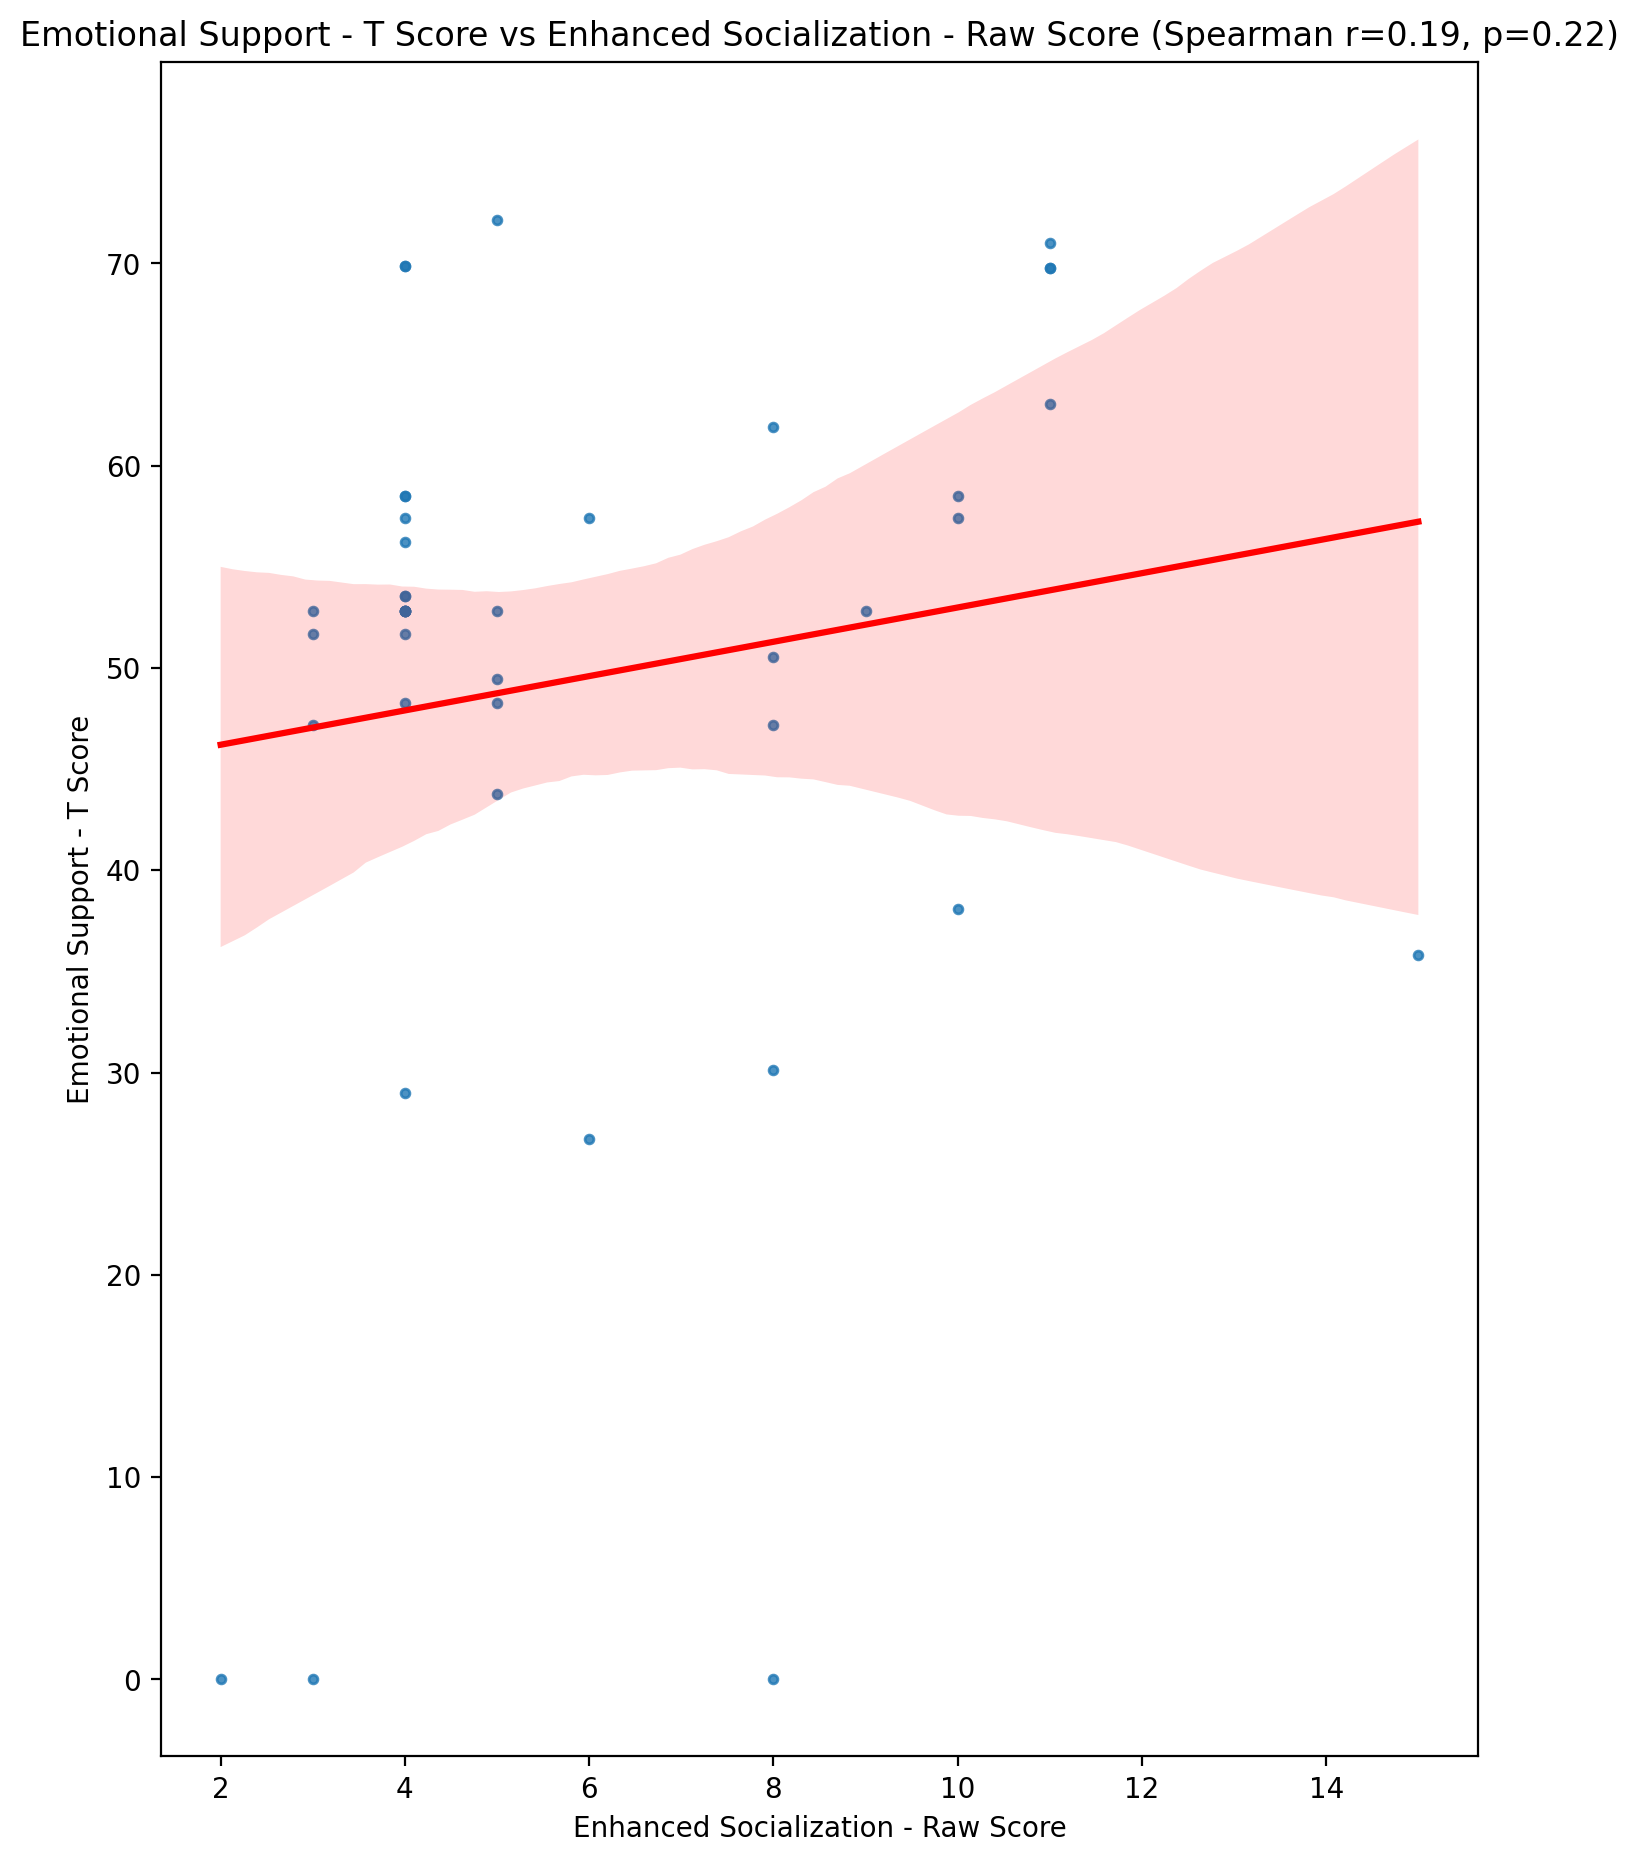 Emotional Support - T Score vs Enhanced Socialization - Raw Score (Spearman r=0.19, p=0.22)
70
60
50
40
30
20
10
0
Emotional Support - T Score
2 4 6 8 10 12 14
Enhanced Socialization - Raw Score